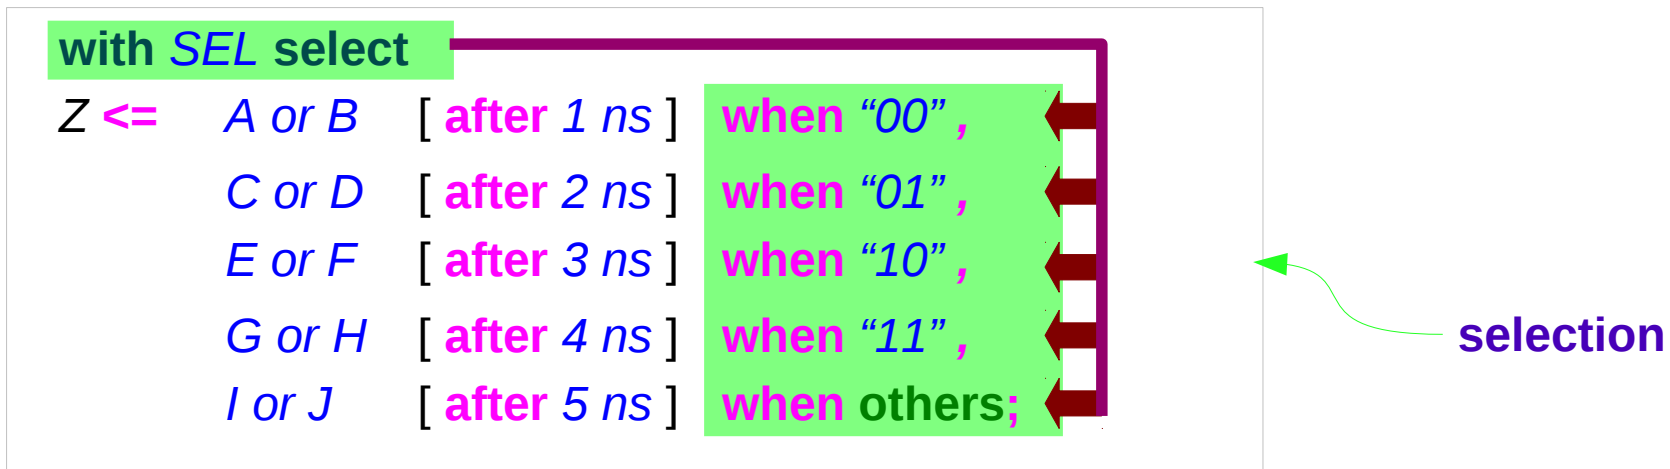 with SEL select
Z <= A or B [ after 1 ns ] when “00” ,
C or D [ after 2 ns ] when “01” ,
E or F [ after 3 ns ] when “10” ,
G or H [ after 4 ns ] when “11” ,
I or J [ after 5 ns ] when others;
selection